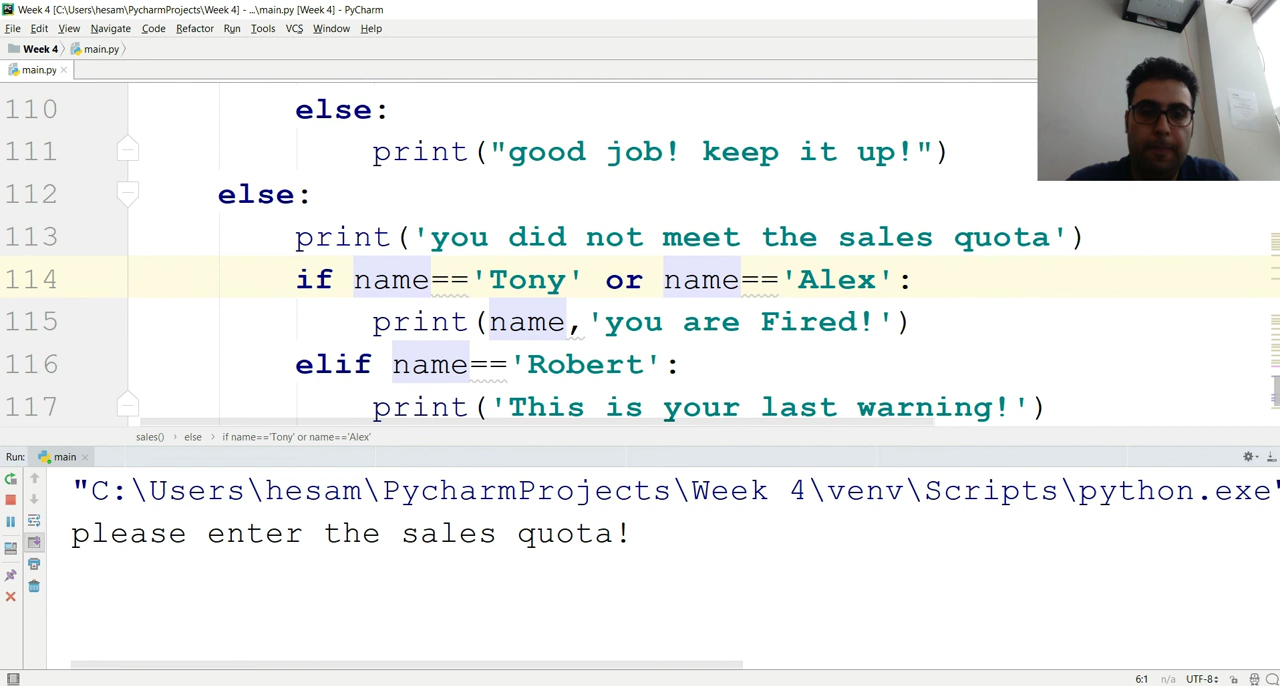 Week 4 [C:\Users\hesam\PycharmProjects\Week 4] - ...\main.py [Week 4] - PyCharm
File Edit View Navigate Code Refactor Run Tools VCS Window Help
Week 4 main.py
main.py
110 else:
111 print("good job! keep it up!")
112 else:
113 print('you did not meet the sales quota')
114 if name=='Tony' or name=='Alex':
115 print(name,'you are Fired!')
116 elif name=='Robert':
117 print('This is your last warning!')
sales() else if name=='Tony' or name=='Alex'
Run: main
"C:\Users\hesam\PycharmProjects\Week 4\venv\Scripts\python.exe"
please enter the sales quota!
6:1 n/a UTF-8